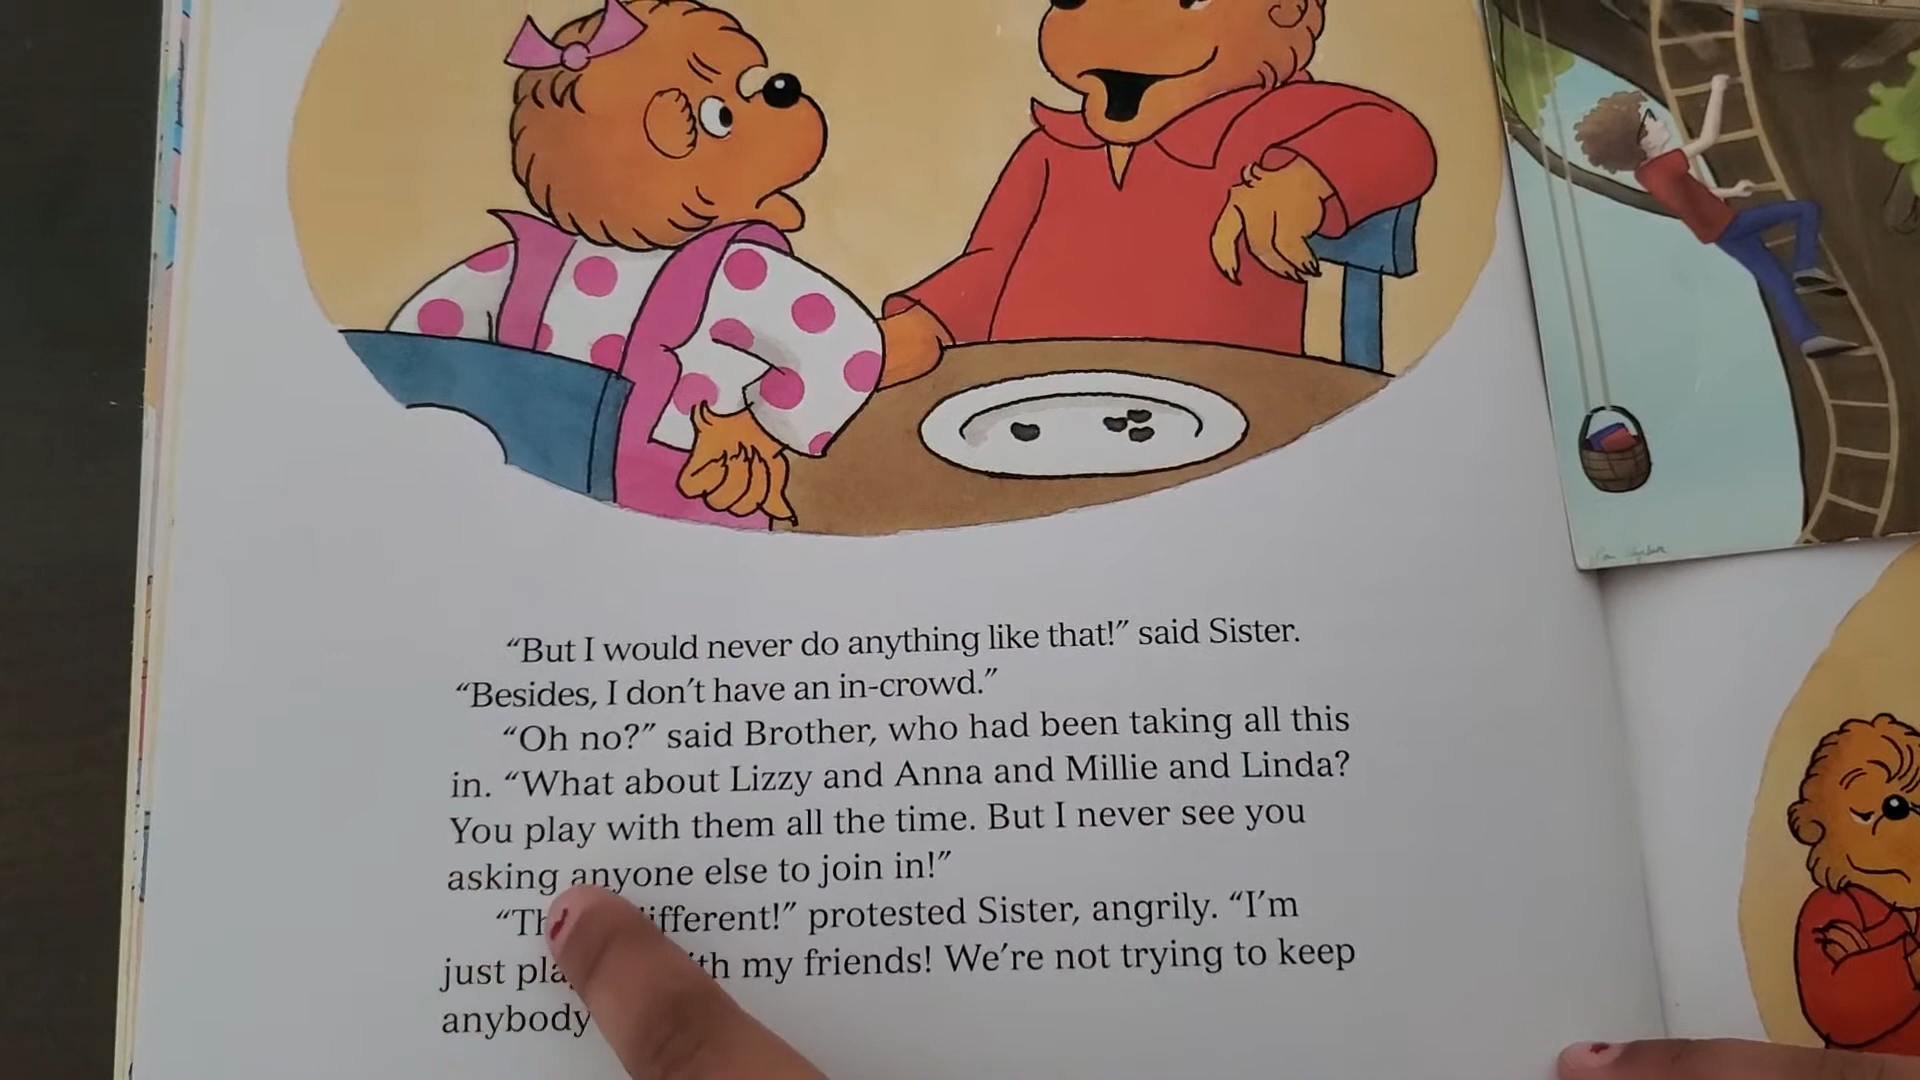 “But I would never do anything like that!” said Sister.
“Besides, I don’t have an in-crowd.”
“Oh no?” said Brother, who had been taking all this
in. “What about Lizzy and Anna and Millie and Linda?
You play with them all the time. But I never see you
asking anyone else to join in!”
different!” protested Sister, angrily. “I’m
just my friends! We’re not trying to keep
anybody